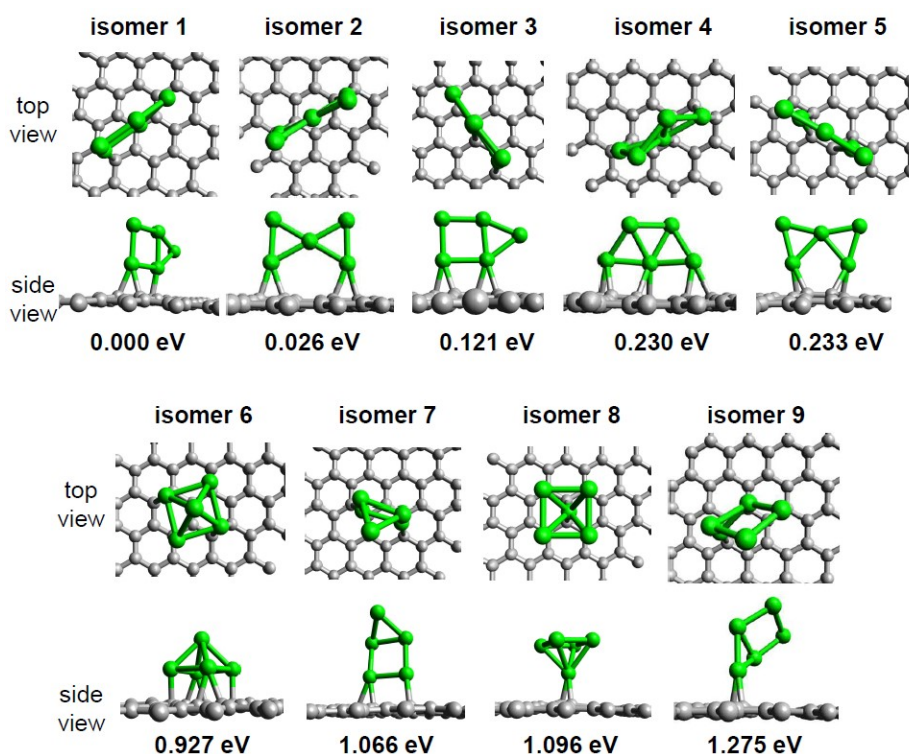 isomer 1 isomer 2 isomer 3 isomer 4 isomer 5
top
view
side
view
0.000 eV 0.026 eV 0.121 eV 0.230 eV 0.233 eV
isomer 6 isomer 7 isomer 8 isomer 9
top
view
side
view
0.927 eV 1.066 eV 1.096 eV 1.275 eV